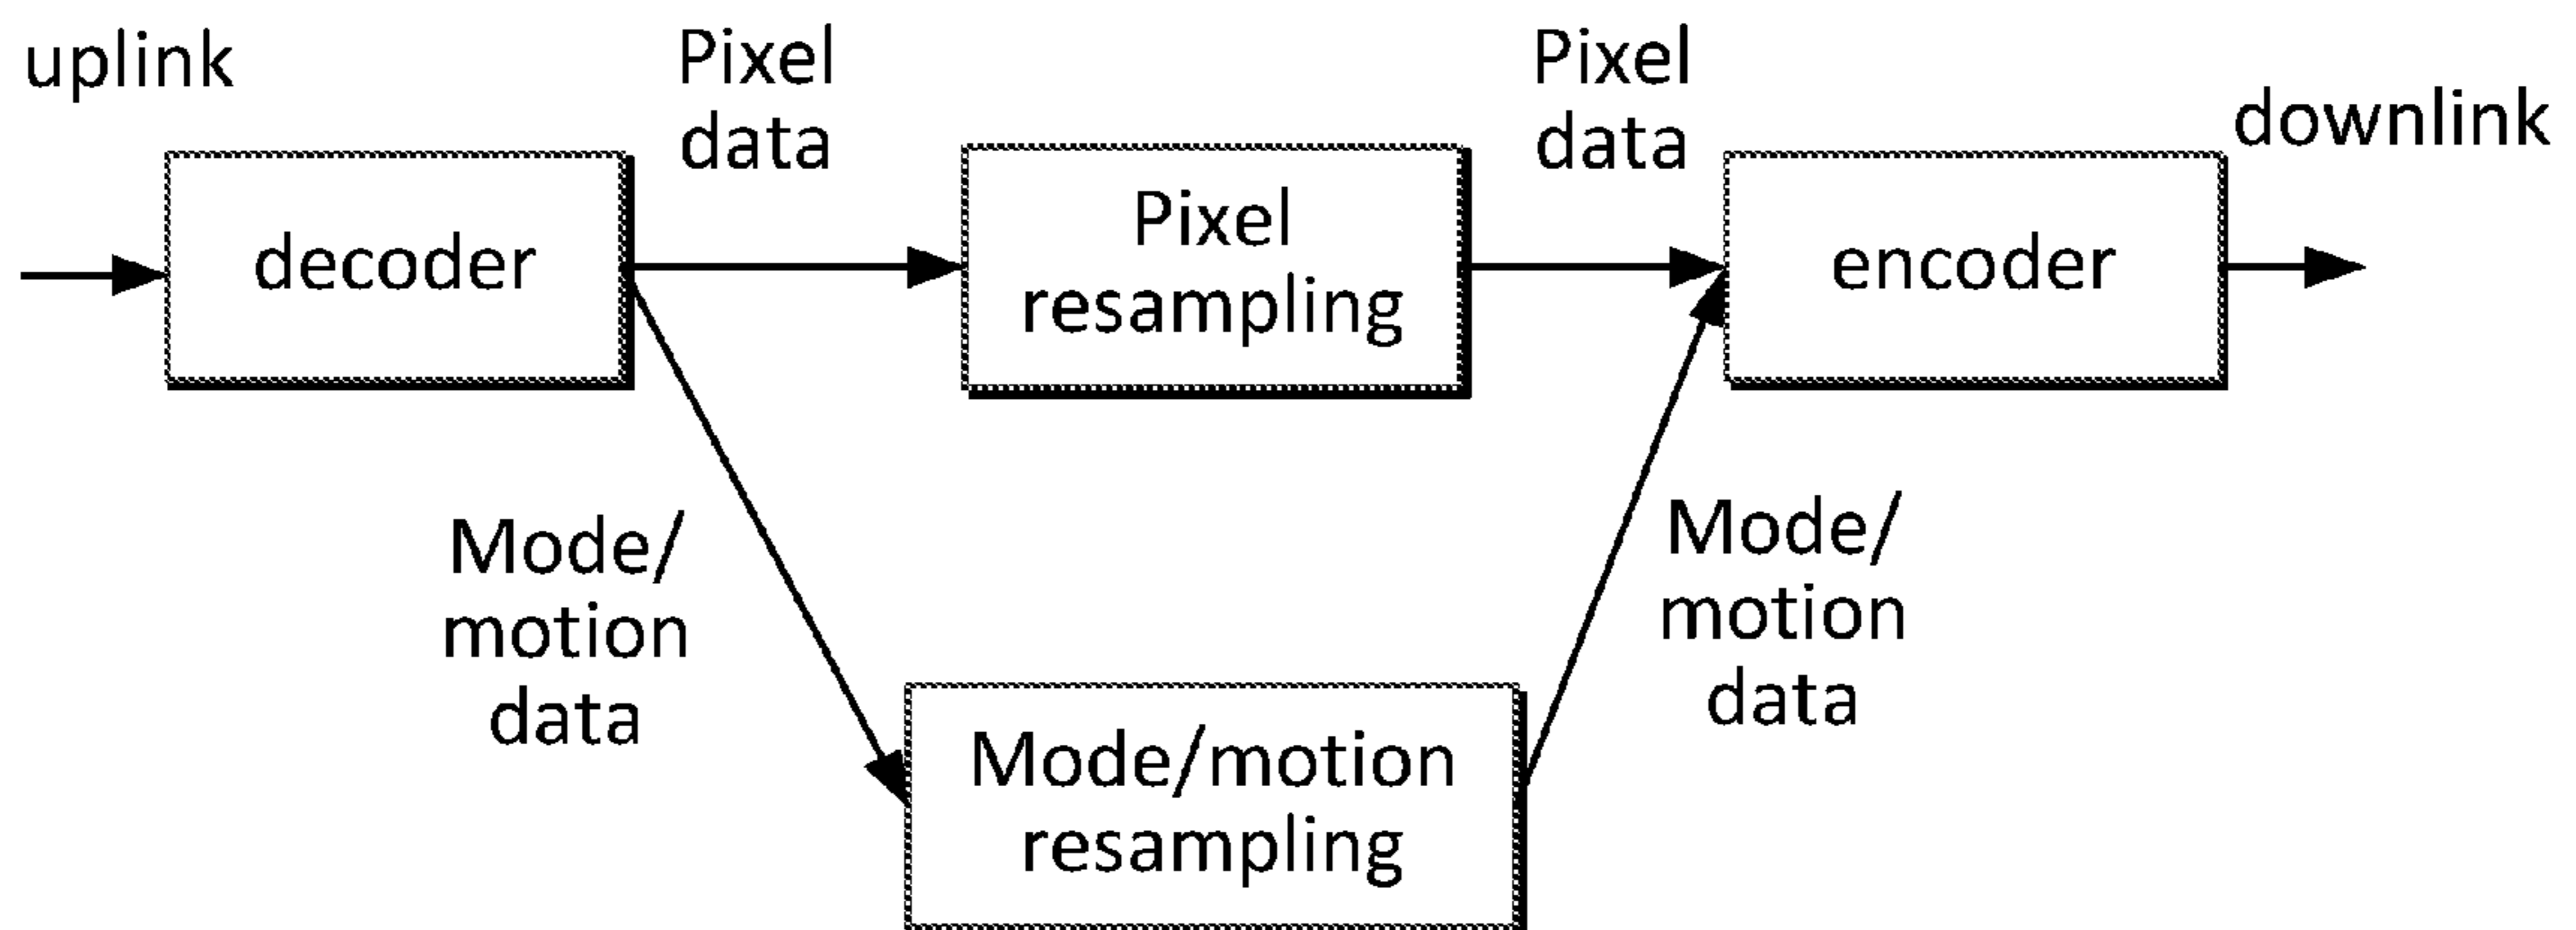 uplink
Pixel
data
Pixel
data
downlink
decoder
Pixel
resampling
encoder
Mode/
motion
data
Mode/
motion
data
Mode/motion
resampling